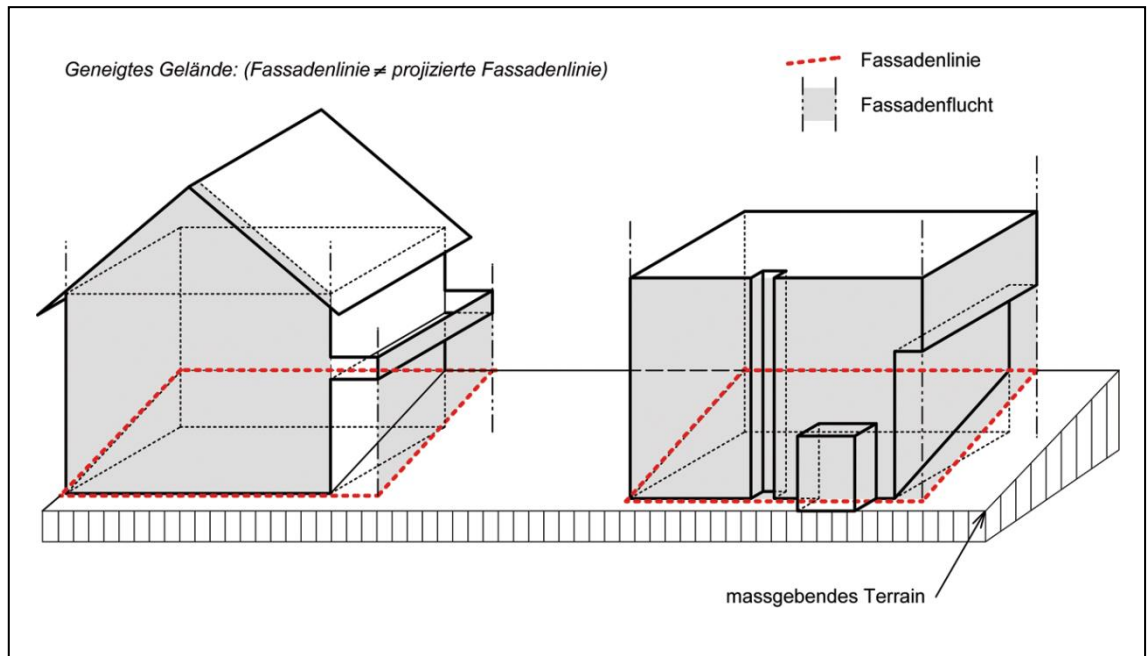 Geneigtes Gelände: (Fassadenlinie ≠ projizierte Fassadenlinie)
Fassadenlinie
Fassadenflucht
massgebendes Terrain